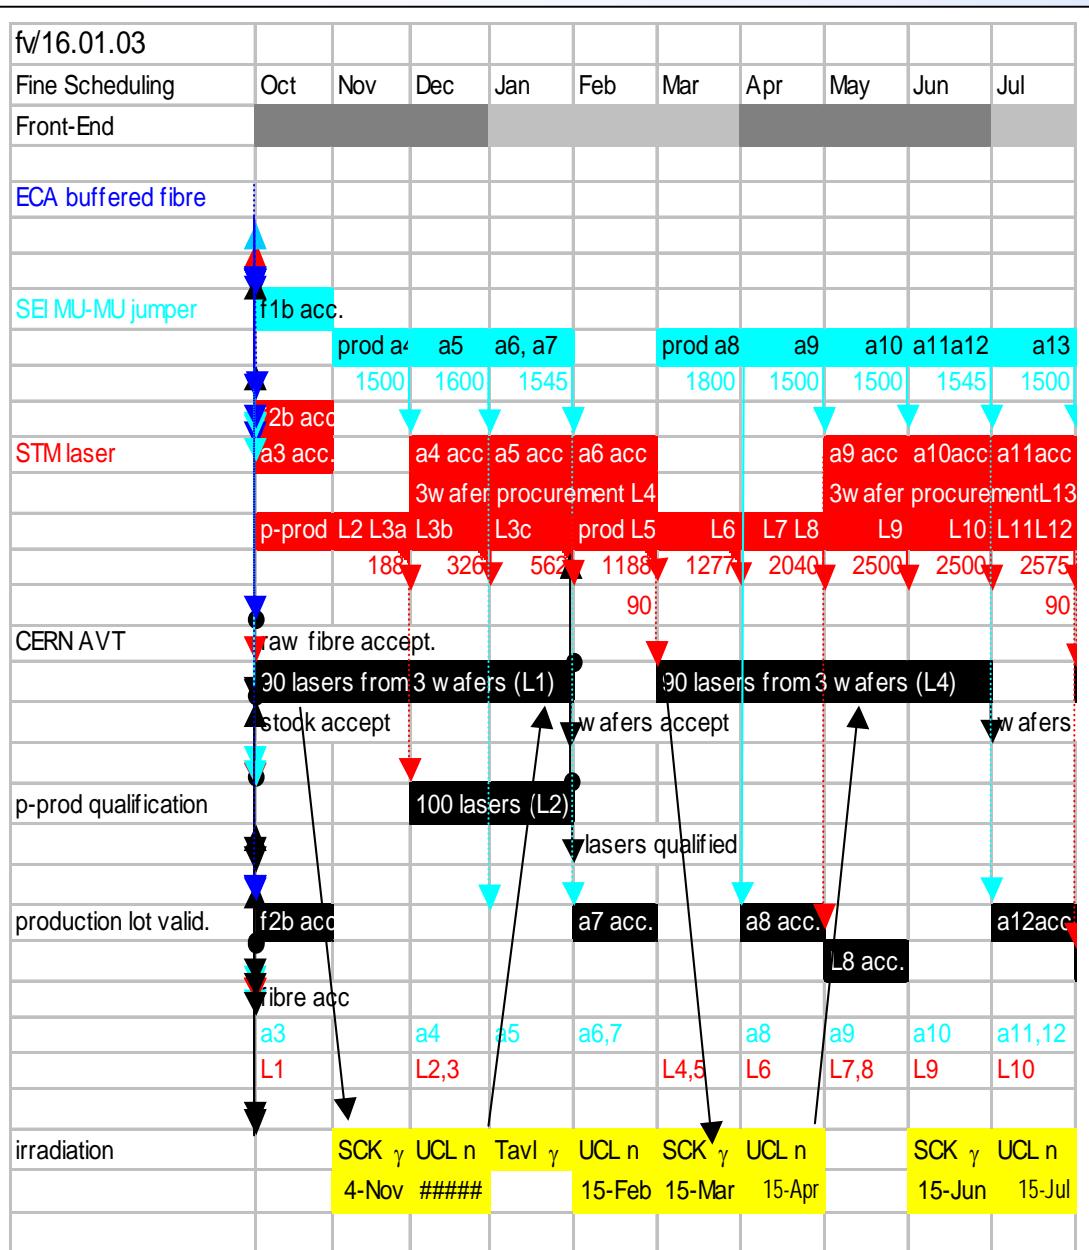 fv/16.01.03
Fine Scheduling Oct Nov Dec Jan Feb Mar Apr May Jun Jul
Front-End
ECA buffered fibre
SEI MU-MU jumper f1b acc.
prod a4 a5 a6, a7 prod a8 a9 a10 a11a12 a13
1500 1600 1545 1800 1500 1500 1545 1500
f2b acc
STM laser a3 acc. a4 acc a5 acc a6 acc a9 acc a10acc a11acc
3wafer procurement L4 3wafer procurementL13
p-prod L2 L3a L3b L3c prod L5 L6 L7 L8 L9 L10 L11L12
188 326 562 1188 1277 2040 2500 2500 2575
90 90
CERN AVT raw fibre accept.
90 lasers from 3 wafers (L1) 90 lasers from 3 wafers (L4)
stock accept wafers accept wafers
p-prod qualification 100 lasers (L2)
lasers qualified
production lot valid. f2b acc a7 acc. a8 acc. a12acc
L8 acc.
fibre acc
a3 a4 a5 a6,7 a8 a9 a10 a11,12
L1 L2,3 L4,5 L6 L7,8 L9 L10
irradiation SCK γ UCL n Tavl γ UCL n SCK γ UCL n SCK γ UCL n
4-Nov ##### 15-Feb 15-Mar 15-Apr 15-Jun 15-Jul